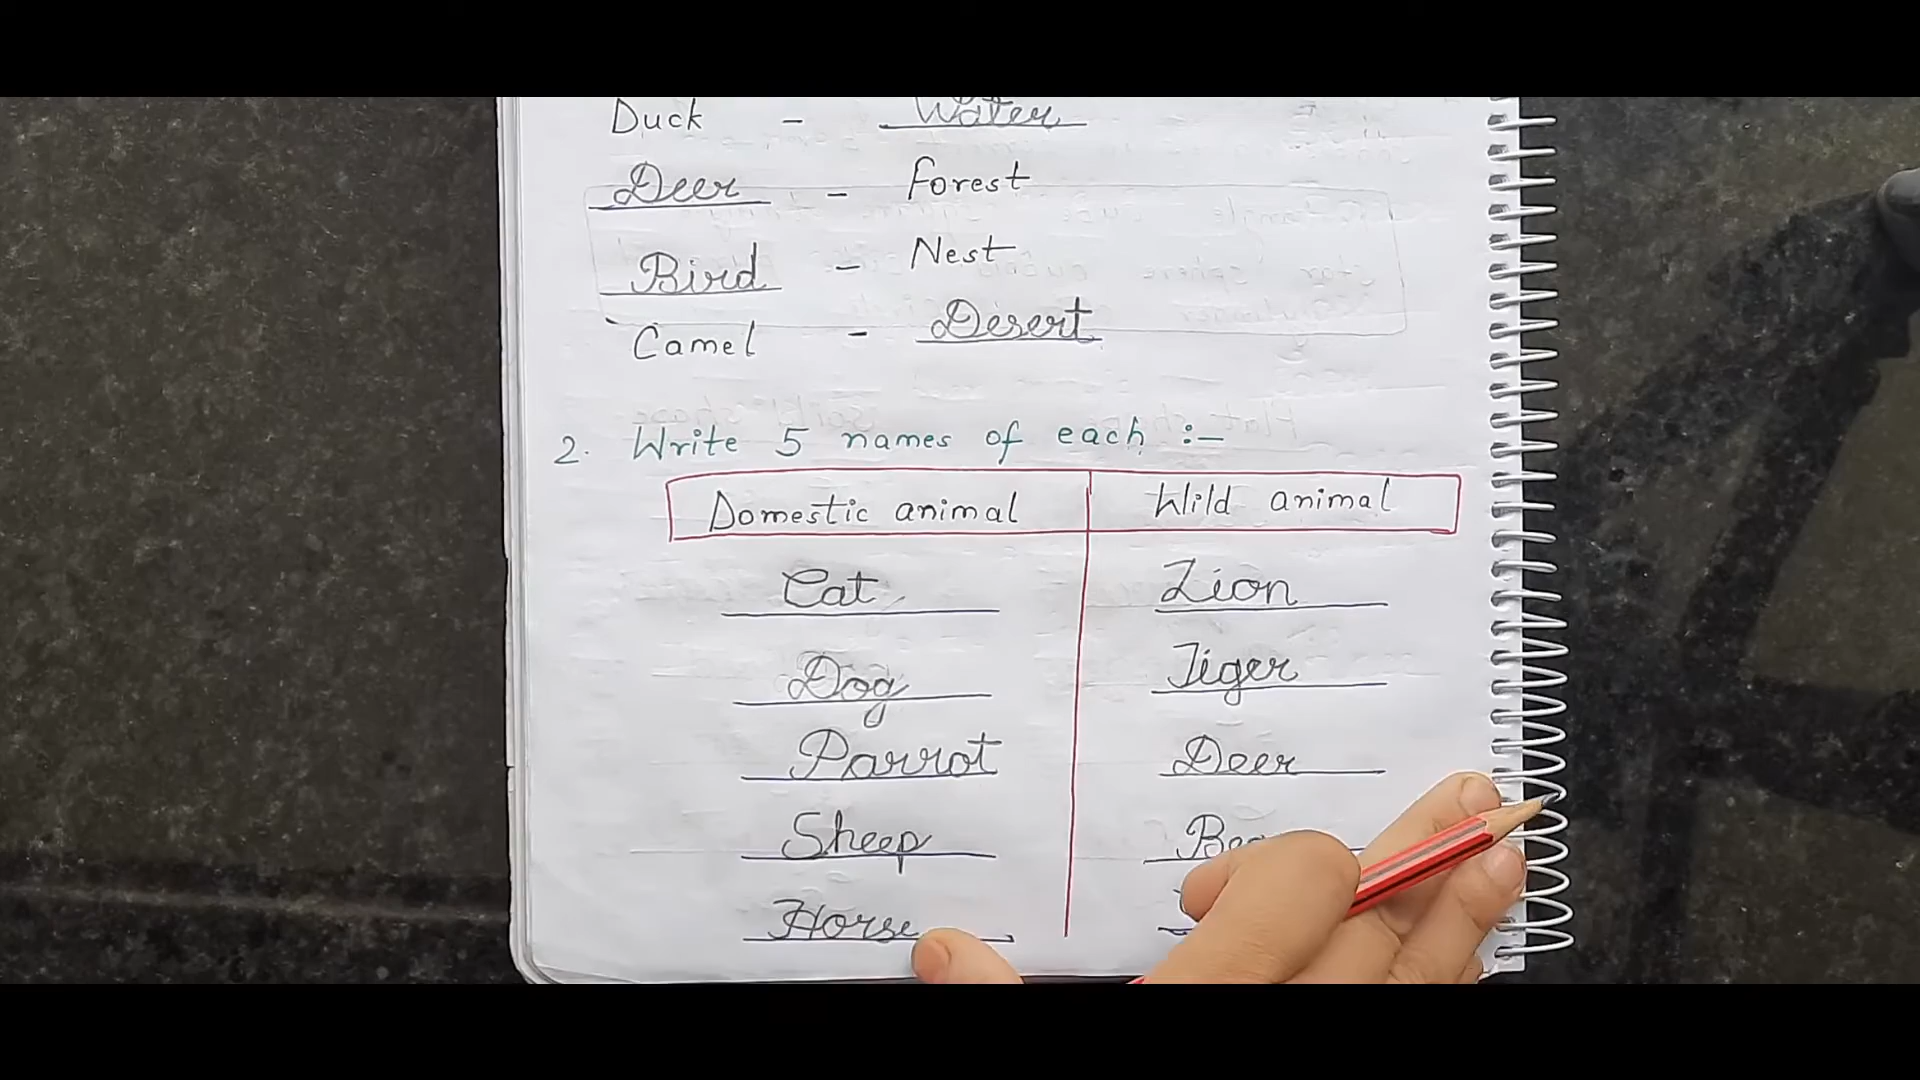 Duck - Water
Deer - Forest
Bird - Nest
Camel - Desert
2. Write 5 names of each :-
Domestic animal Wild animal
Cat Lion
Dog Tiger
Parrot Deer
Sheep
Horse